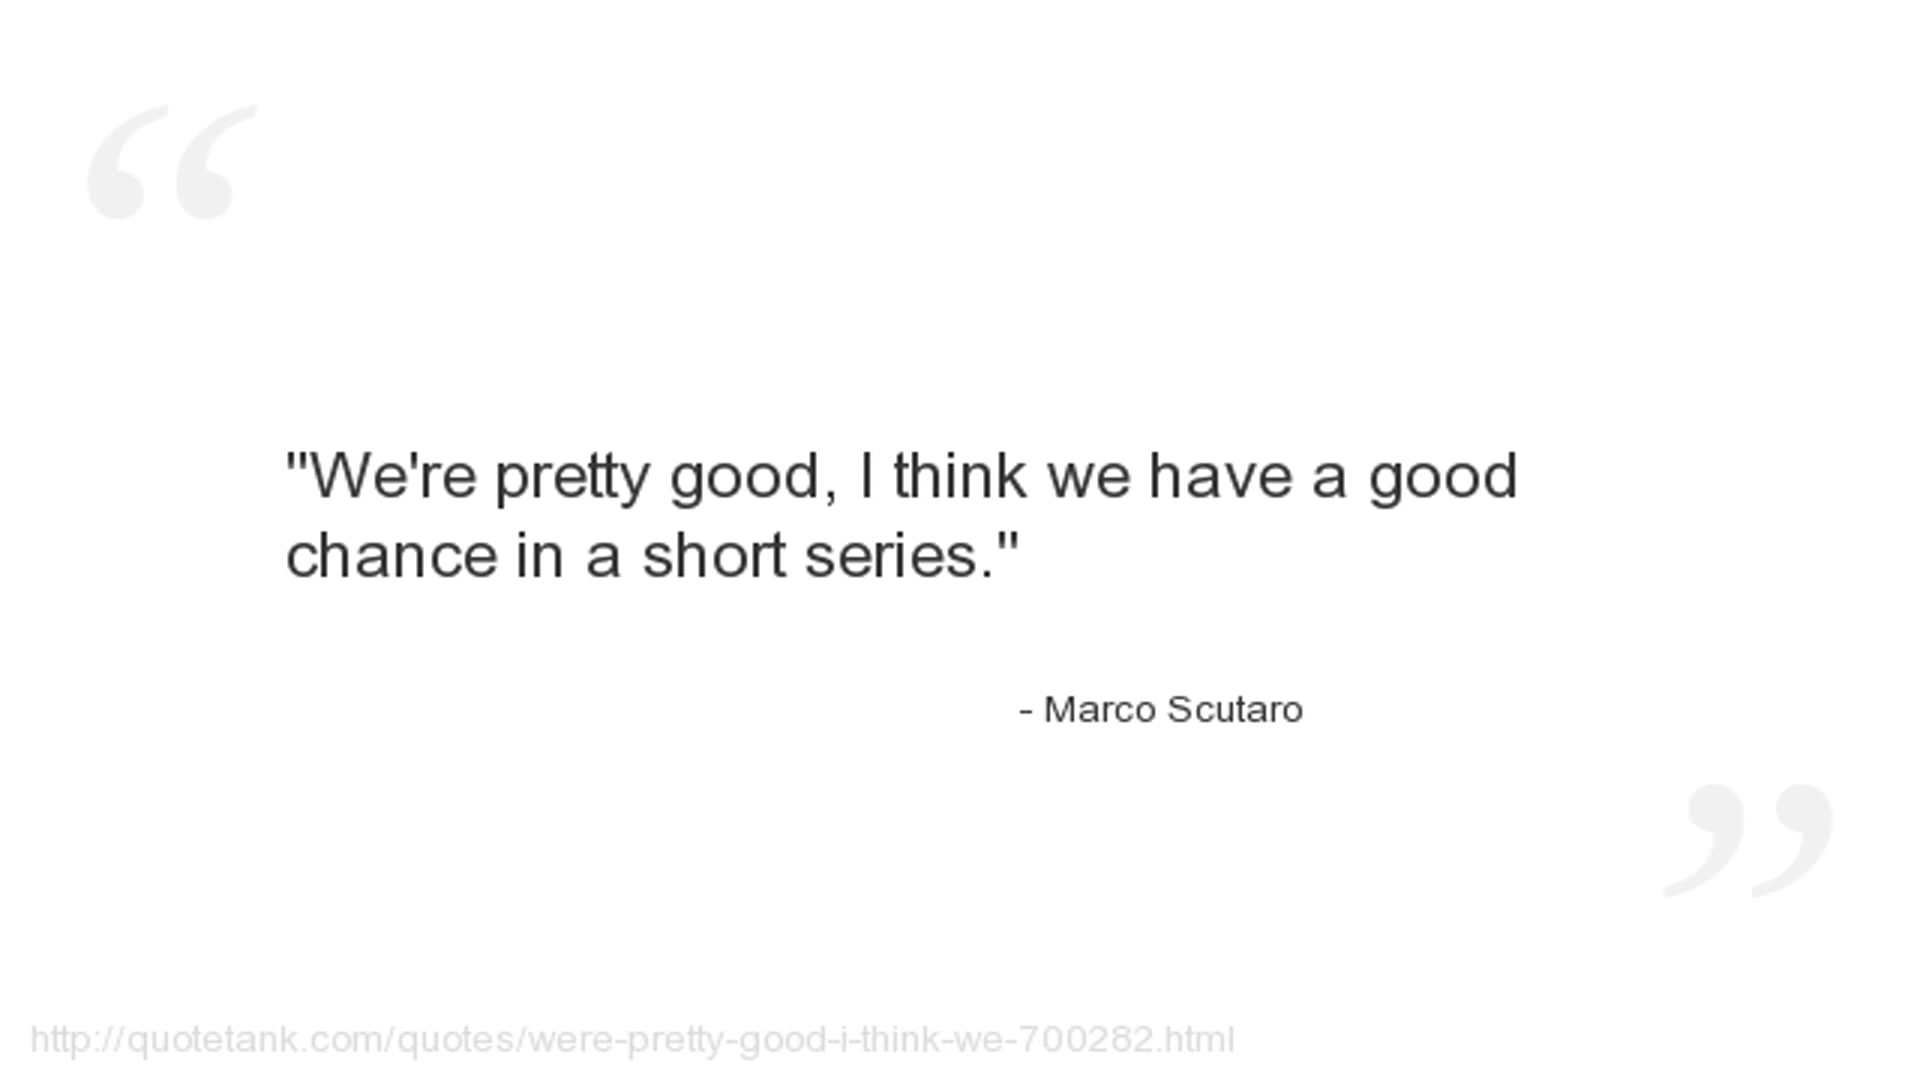 "We're pretty good, I think we have a good
chance in a short series."
- Marco Scutaro
http://quotetank.com/quotes/were-pretty-good-i-think-we-700282.html